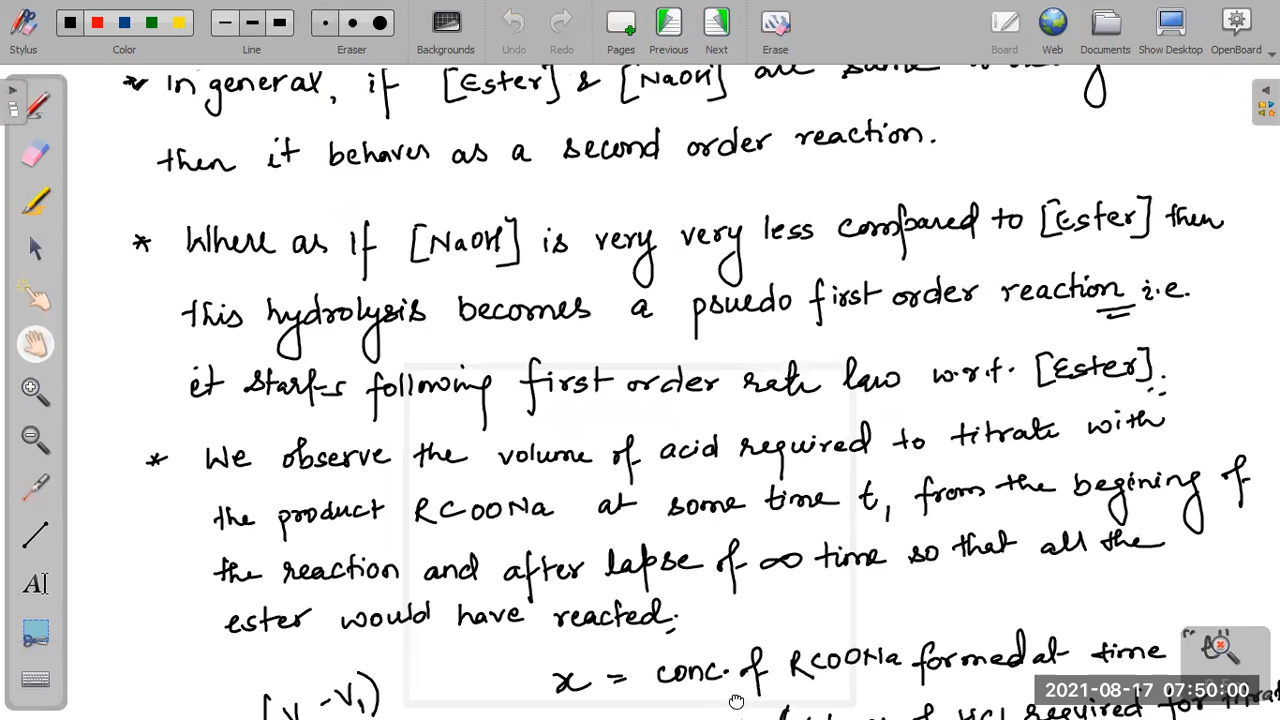 Stylus
Color
Line
Eraser
Backgrounds
Undo
Redo
Pages
Previous
Next
Erase
Board
Web
Documents
Show Desktop
OpenBoard
* In general, if [Ester] & [NaOH] are same
then it behaves as a second order reaction.
* Where as if [NaOH] is very very less compared to [Ester] then
this hydrolysis becomes a psuedo first order reaction i.e.
it starts following first order rate law w.r.t. [Ester].
* We observe the volume of acid required to titrate with
the product RCOONa at some time t, from the begining of
the reaction and after lapse of ∞ time so that all the
ester would have reacted;
x = conc. of RCOONa formed at time "t"
-V₁)
of HCl required for
2021-08-17 07:50:00